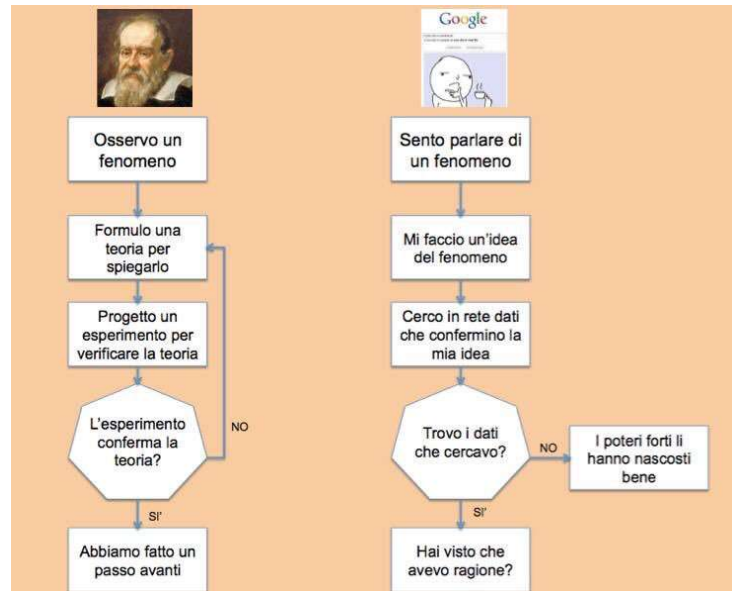 Google
Osservo un
fenomeno
Formulo una
teoria per
spiegarlo
Progetto un
esperimento per
verificare la teoria
L'esperimento
conferma la
teoria?
NO
SI'
Abbiamo fatto un
passo avanti
Sento parlare di
un fenomeno
Mi faccio un'idea
del fenomeno
Cerco in rete dati
che confermino la
mia idea
Trovo i dati
che cercavo?
NO
I poteri forti li
hanno nascosti
bene
SI'
Hai visto che
avevo ragione?